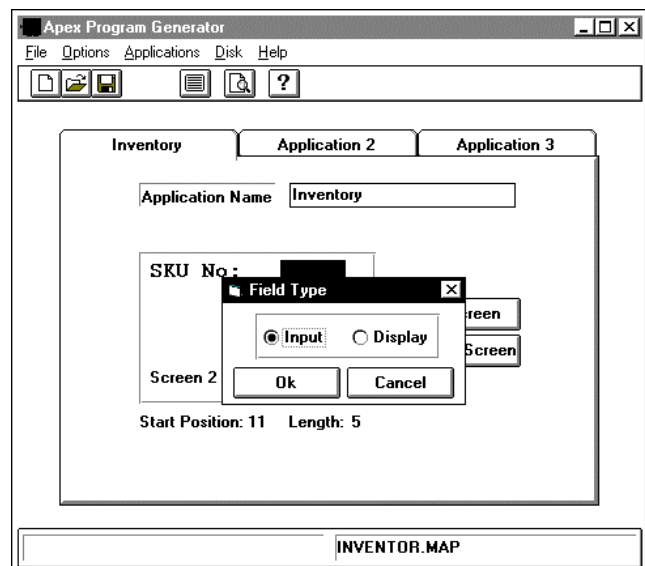 Apex Program Generator
File Options Applications Disk Help
?
Inventory Application 2 Application 3
Application Name Inventory
SKU No:
Field Type
Input Display
Ok Cancel
reen
Screen
Screen 2
Start Position: 11 Length: 5
INVENTOR.MAP